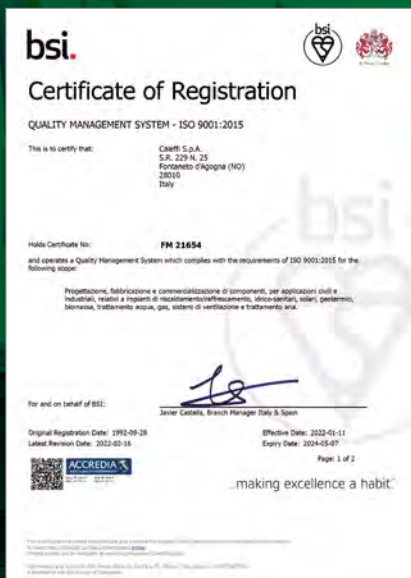 bsi.
bsi
By Royal Charter
Certificate of Registration
QUALITY MANAGEMENT SYSTEM - ISO 9001:2015
This is to certify that:
Caleffi S.p.A.
S.R. 229 N. 25
Fontaneto d'Agogna (NO)
28010
Italy
Holds Certificate No:
FM 21654
and operates a Quality Management System which complies with the requirements of ISO 9001:2015 for the
following scope:
Progettazione, fabbricazione e commercializzazione di componenti, per applicazioni civili e
industriali, relativi a impianti di riscaldamento/raffrescamento, idrico-sanitari, solari, geotermici,
biomassa, trattamento acqua, gas, sistemi di ventilazione e trattamento aria.
For and on behalf of BSI:
Javier Castells, Branch Manager Italy & Spain
Original Registration Date: 1992-09-28
Effective Date: 2022-01-11
Latest Revision Date: 2022-02-16
Expiry Date: 2024-05-07
Page: 1 of 2
ACCREDIA
...making excellence a habit.